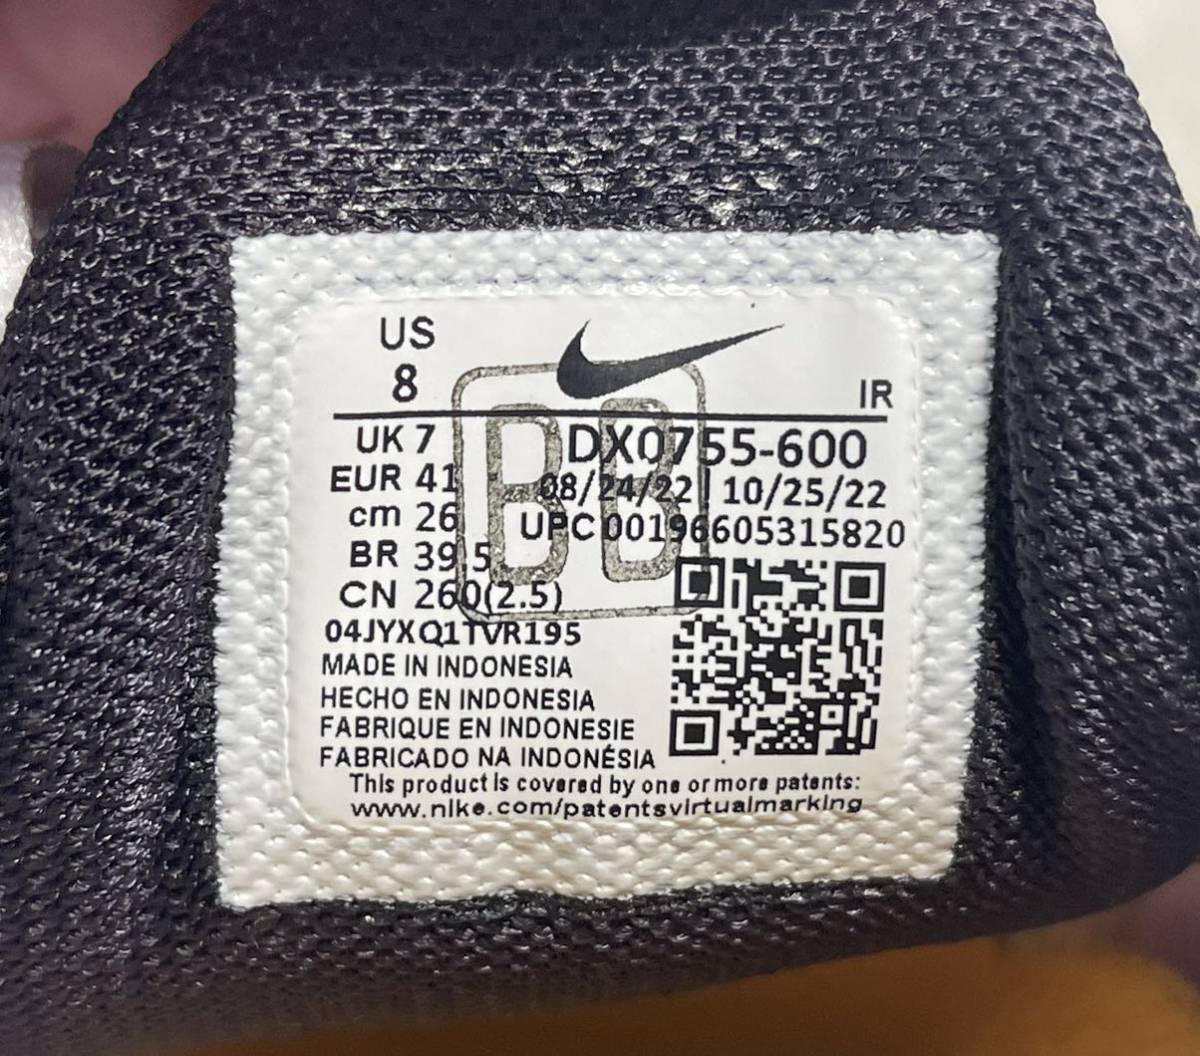 US
8
IR
UK 7
EUR 41
cm 26
BR 39.5
CN 260(2.5)
DX0755-600
08/24/22 10/25/22
UPC 00196605315820
BB
04JYXQ1TVR195
MADE IN INDONESIA
HECHO EN INDONESIA
FABRIQUE EN INDONESIE
FABRICADO NA INDONÉSIA
This product is covered by one or more patents:
www.nike.com/patentsvirtualmarking